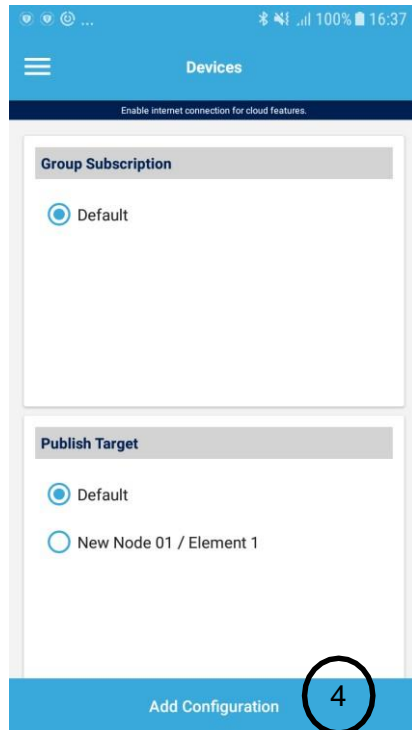 ... 100% 16:37
Devices
Enable internet connection for cloud features.
Group Subscription
Default
Publish Target
Default
New Node 01 / Element 1
Add Configuration 4